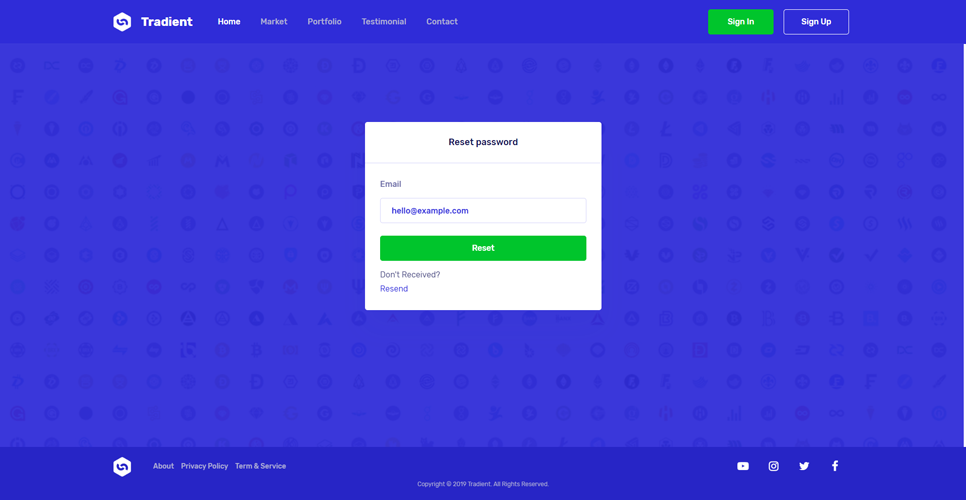 Tradient
Home
Market
Portfolio
Testimonial
Contact
Sign In
Sign Up
Reset password
Email
hello@example.com
Reset
Don't Received?
Resend
About
Privacy Policy
Term & Service
Copyright © 2019 Tradient. All Rights Reserved.